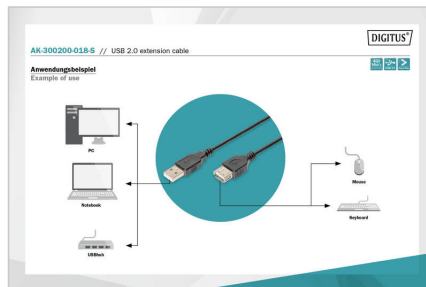 DIGITUS®
AK-300200-018-S // USB 2.0 extension cable
Anwendungsbeispiel
Example of use
PC
Notebook
USBhub
Mouse
Keyboard